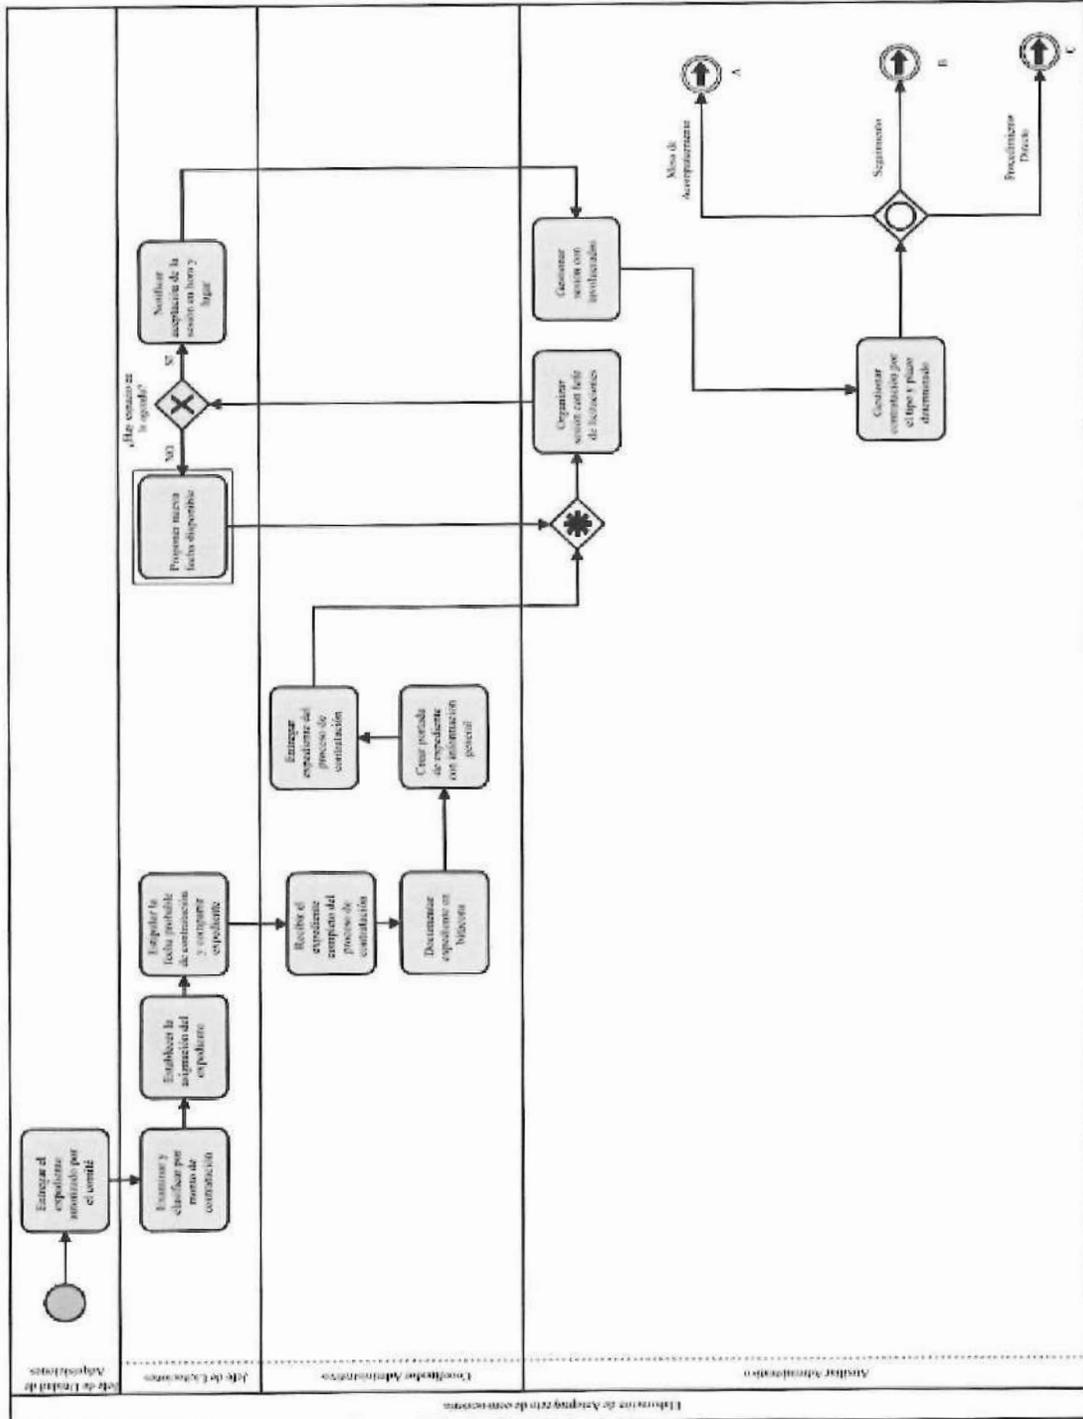 Elaboración de Anteproyecto de
Jefe de Unidad de
Adquisiciones
Jefe de Licitaciones
Coordinador Administrativo
Auxiliar Administrativo
Entregar el
expediente
autorizado por
el comité
Examinar y
clasificar por
monto de
contratación
Establecer la
asignación del
expediente
Estipular la
fecha probable
de contratación
y compartir
expediente
Recibir el
expediente
completo del
proceso de
contratación
Documentar
expediente en
bitácora
Crear portada
de expediente
con información
general
Entregar
expediente del
proceso de
contratación
Proponer nueva
fecha disponible
NO
¿Hay espacio en
la agenda?
SI
Notificar
aceptación de la
sesión en hora y
lugar
Organizar
sesión con Jefe
de licitaciones
Gestionar
sesión con
involucrados
Gestionar
contratación por
el tipo y plazo
determinado
Mesa de
Acompañamiento
A
Seguimiento
B
Procedimiento
Directo
C